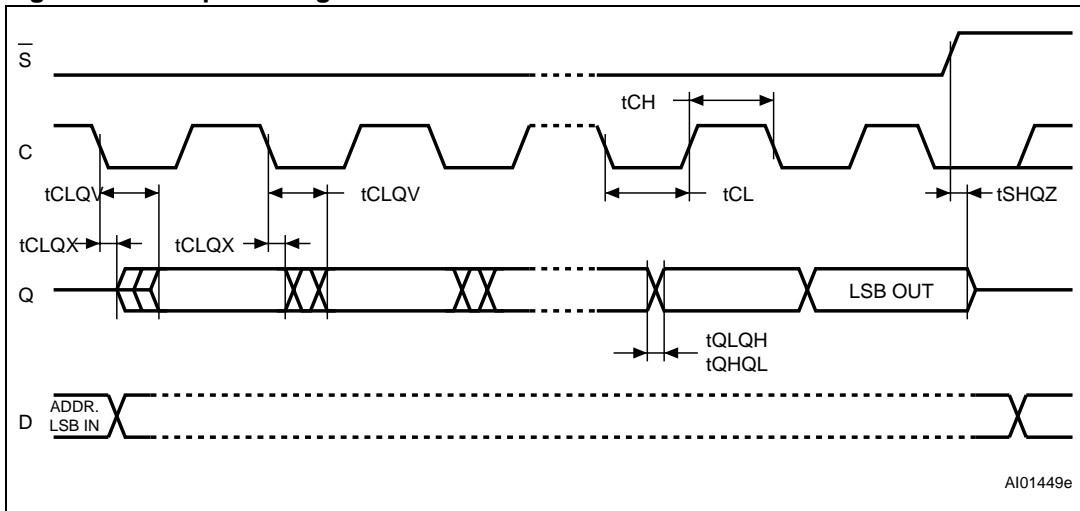 S
tCH
C
tCLQV
tCLQV
tCL
tSHQZ
tCLQX
tCLQX
Q
LSB OUT
tQLQH
tQHQL
D
ADDR.
LSB IN
AI01449e